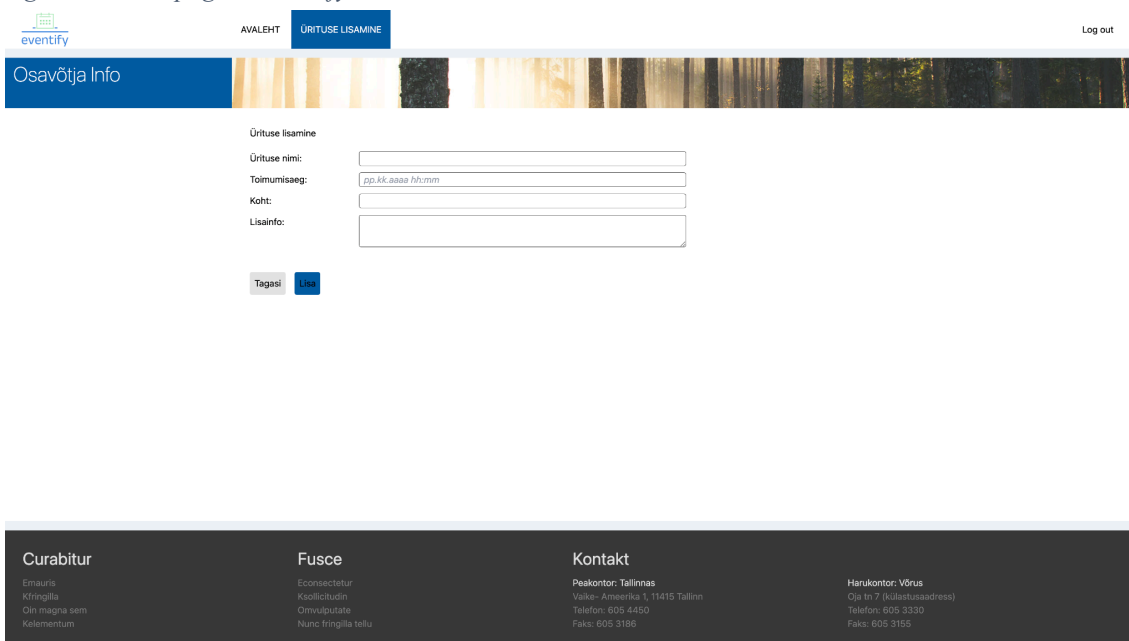 eventify
AVALEHT ÜRITUSE LISAMINE Log out
Osavõtja Info
Ürituse lisamine
Ürituse nimi:
Toimumisaeg: pp.kk.aaaa hh:mm
Koht:
Lisainfo:
Tagasi Lisa
Curabitur
Emauris
Kfringilla
Oin magna sem
Kelementum
Fusce
Econsectetur
Ksollicitudin
Omvulputate
Nunc fringilla tellu
Kontakt
Peakontor: Tallinnas
Vaike- Ameerika 1, 11415 Tallinn
Telefon: 605 4450
Faks: 605 3186
Harukontor: Võrus
Oja tn 7 (külastusaadress)
Telefon: 605 3330
Faks: 605 3155